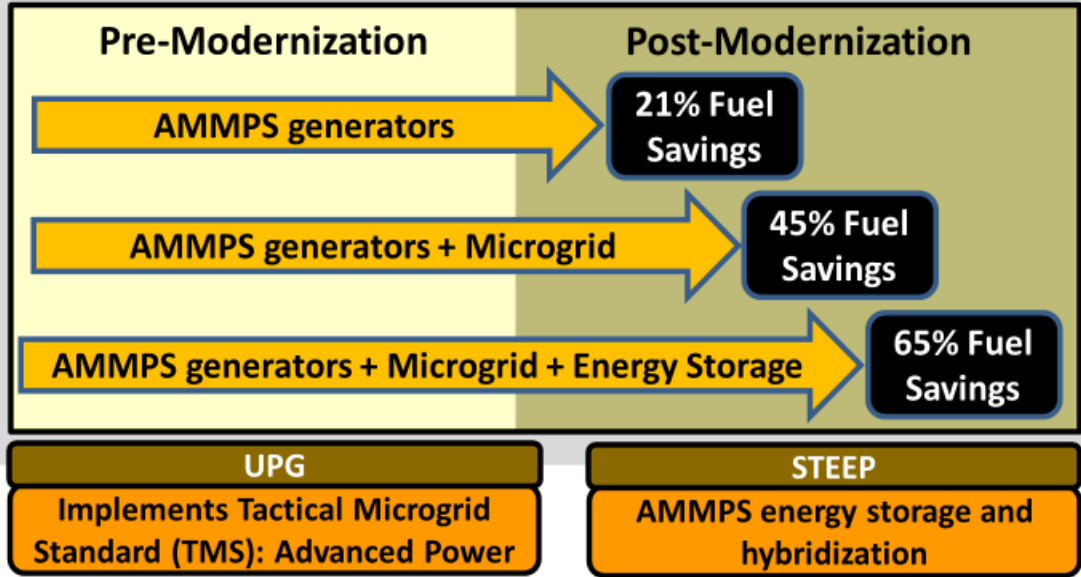 Pre-Modernization
Post-Modernization
AMMPS generators
21% Fuel
Savings
AMMPS generators + Microgrid
45% Fuel
Savings
AMMPS generators + Microgrid + Energy Storage
65% Fuel
Savings
UPG
Implements Tactical Microgrid
Standard (TMS): Advanced Power
STEEP
AMMPS energy storage and
hybridization